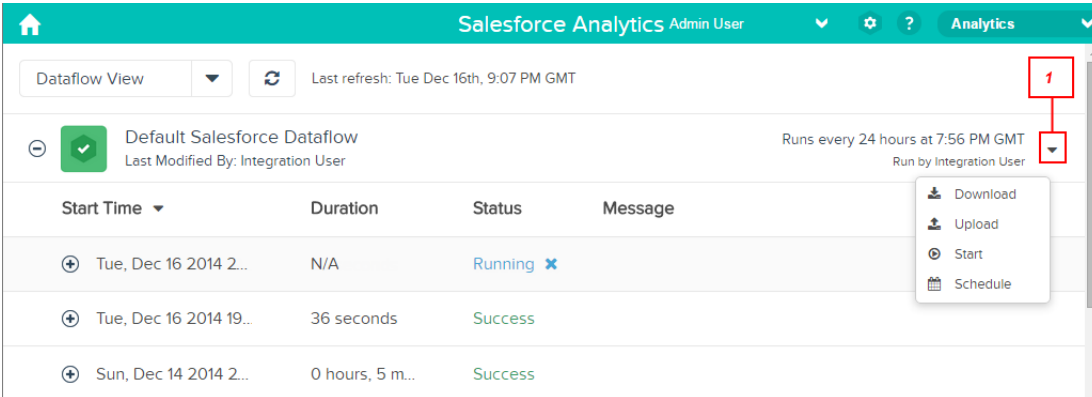 Salesforce Analytics Admin User ? Analytics
Dataflow View Last refresh: Tue Dec 16th, 9:07 PM GMT
1
Default Salesforce Dataflow
Last Modified By: Integration User
Runs every 24 hours at 7:56 PM GMT
Run by Integration User
Download
Upload
Start
Schedule
Start Time Duration Status Message
Tue, Dec 16 2014 2... N/A Running
Tue, Dec 16 2014 19... 36 seconds Success
Sun, Dec 14 2014 2... 0 hours, 5 m... Success